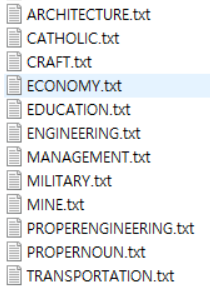 ARCHITECTURE.txt
CATHOLIC.txt
CRAFT.txt
ECONOMY.txt
EDUCATION.txt
ENGINEERING.txt
MANAGEMENT.txt
MILITARY.txt
MINE.txt
PROPERENGINEERING.txt
PROPERNOUN.txt
TRANSPORTATION.txt